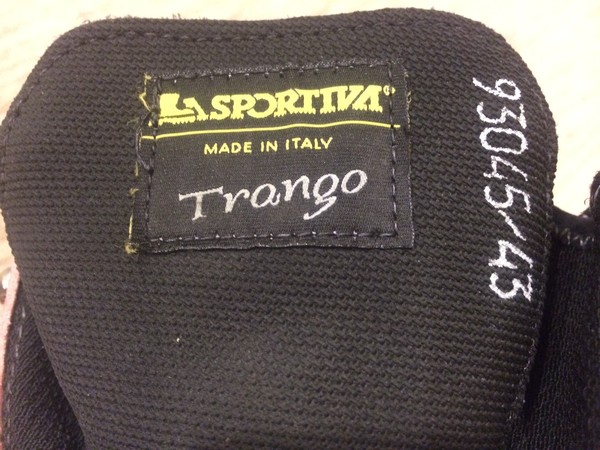 LA SPORTIVA®
MADE IN ITALY
Trango
93045/43